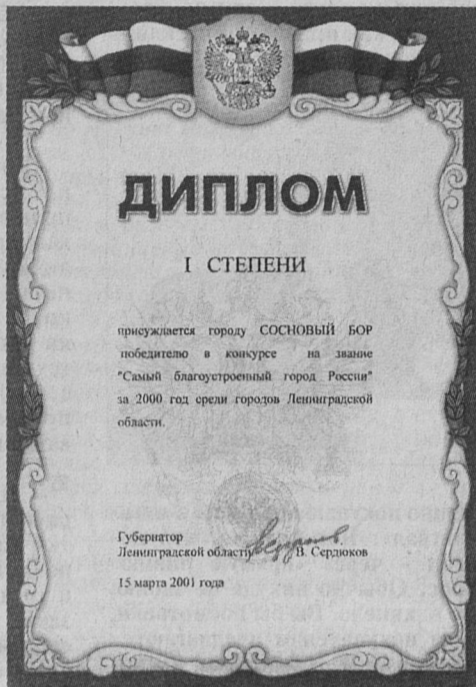 ДИПЛОМ
I СТЕПЕНИ
присуждается городу СОСНОВЫЙ БОР
победителю в конкурсе на звание
"Самый благоустроенный город России"
за 2000 год среди городов Ленинградской
области.
Губернатор
Ленинградской области В. Сердюков
15 марта 2001 года